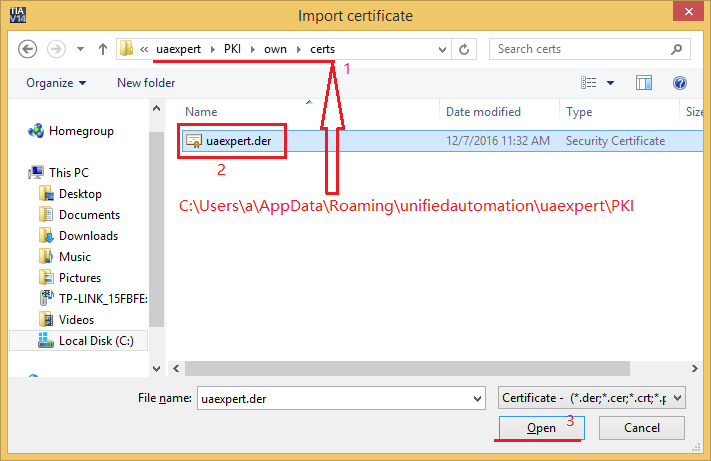 TIA
V14
Import certificate
« uaexpert PKI own certs
Search certs
1
Organize
New folder
Name
Date modified
Type
Size
Homegroup
uaexpert.der
12/7/2016 11:32 AM
Security Certificate
2
This PC
Desktop
Documents
Downloads
Music
Pictures
TP-LINK_15FBFE:
Videos
Local Disk (C:)
C:\Users\a\AppData\Roaming\unifiedautomation\uaexpert\PKI
File name:
uaexpert.der
Certificate - (*.der;*.cer;*.crt;*.p
3
Open
Cancel